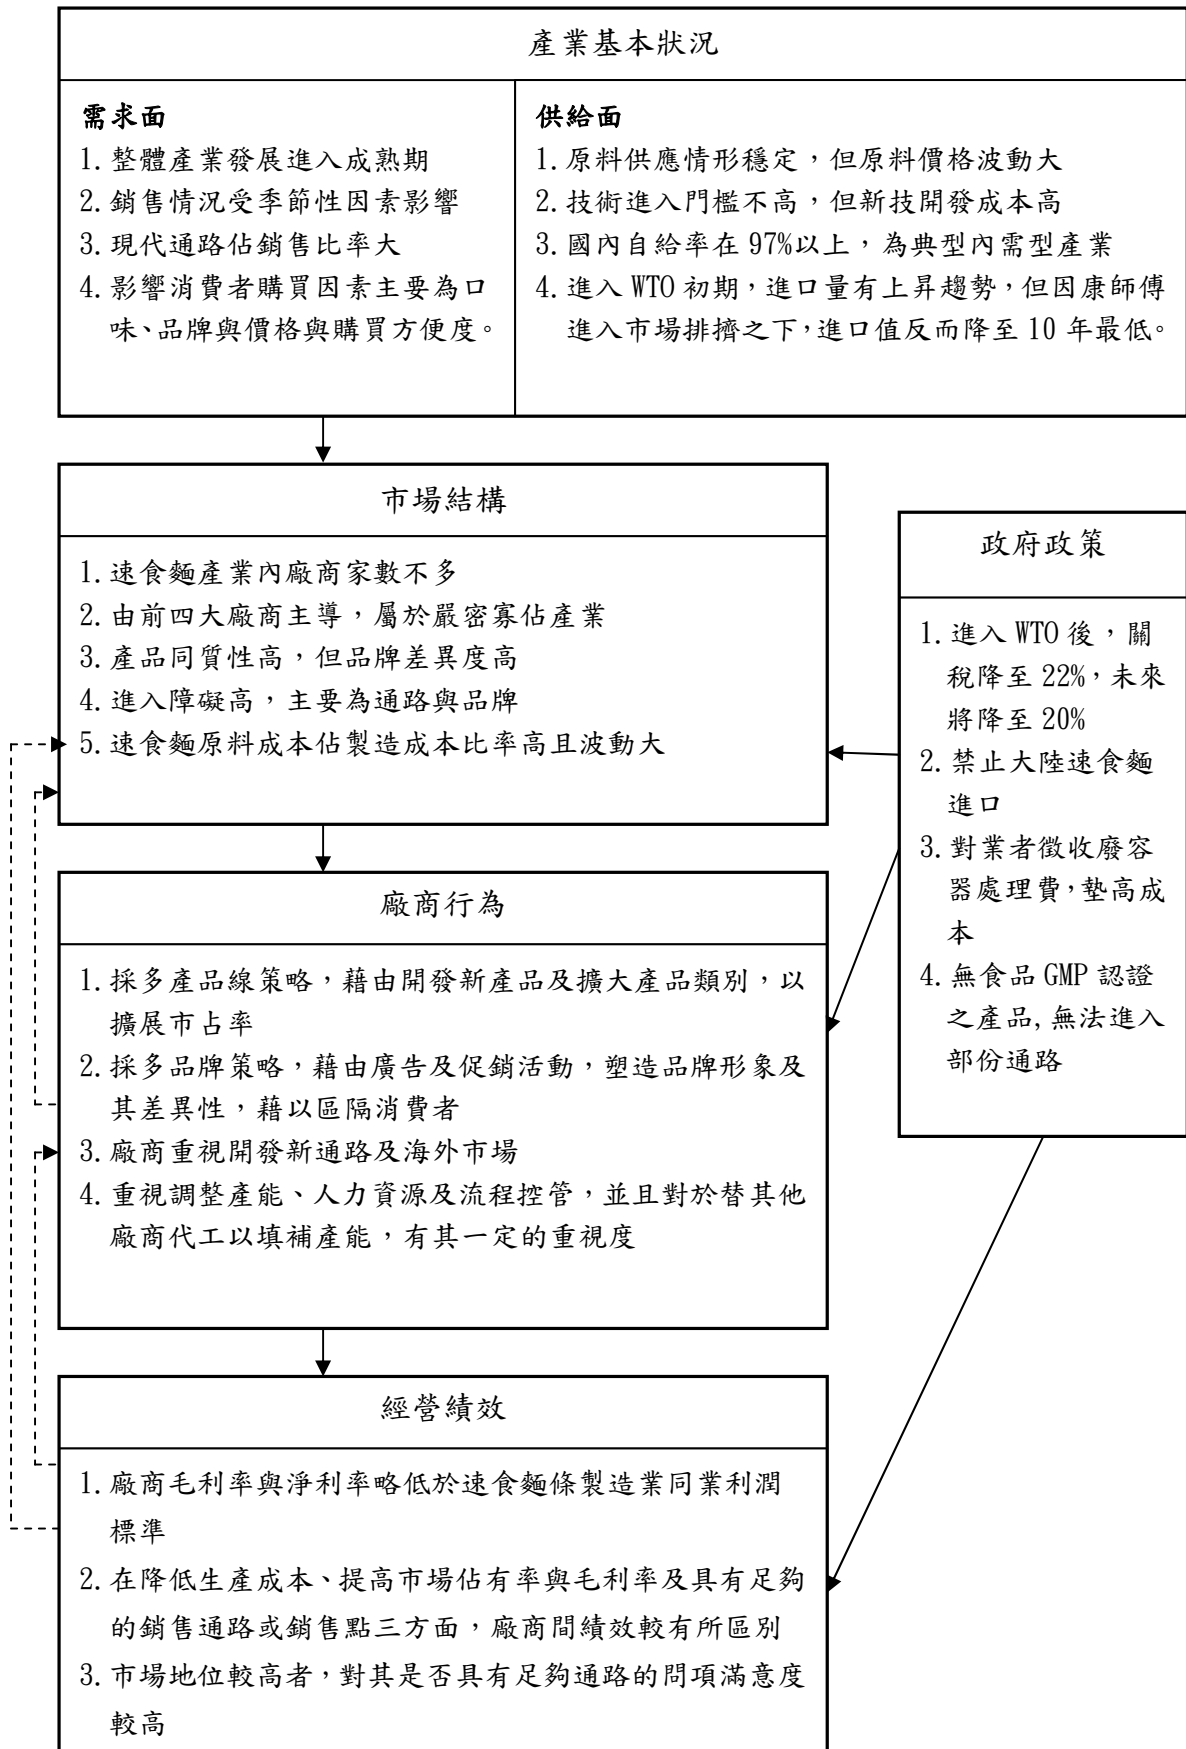 產業基本狀況
需求面
1.整體產業發展進入成熟期
2.銷售情況受季節性因素影響
3.現代通路佔銷售比率大
4.影響消費者購買因素主要為口
味、品牌與價格與購買方便度。
供給面
1.原料供應情形穩定，但原料價格波動大
2.技術進入門檻不高，但新技開發成本高
3.國內自給率在 97%以上，為典型內需型產業
4.進入 WTO 初期，進口量有上昇趨勢，但因康師傅
進入市場排擠之下，進口值反而降至 10 年最低。
市場結構
1.速食麵產業內廠商家數不多
2.由前四大廠商主導，屬於嚴密寡佔產業
3.產品同質性高，但品牌差異度高
4.進入障礙高，主要為通路與品牌
5.速食麵原料成本佔製造成本比率高且波動大
政府政策
1.進入 WTO 後，關
稅降至 22%，未來
將降至 20%
2.禁止大陸速食麵
進口
3.對業者徵收廢容
器處理費，墊高成
本
4.無食品 GMP 認證
之產品,無法進入
部份通路
廠商行為
1.採多產品線策略，藉由開發新產品及擴大產品類別，以
擴展市占率
2.採多品牌策略，藉由廣告及促銷活動，塑造品牌形象及
其差異性，藉以區隔消費者
3.廠商重視開發新通路及海外市場
4.重視調整產能、人力資源及流程控管，並且對於替其他
廠商代工以填補產能，有其一定的重視度
經營績效
1.廠商毛利率與淨利率略低於速食麵條製造業同業利潤
標準
2.在降低生產成本、提高市場佔有率與毛利率及具有足夠
的銷售通路或銷售點三方面，廠商間績效較有所區別
3.市場地位較高者，對其是否具有足夠通路的問項滿意度
較高